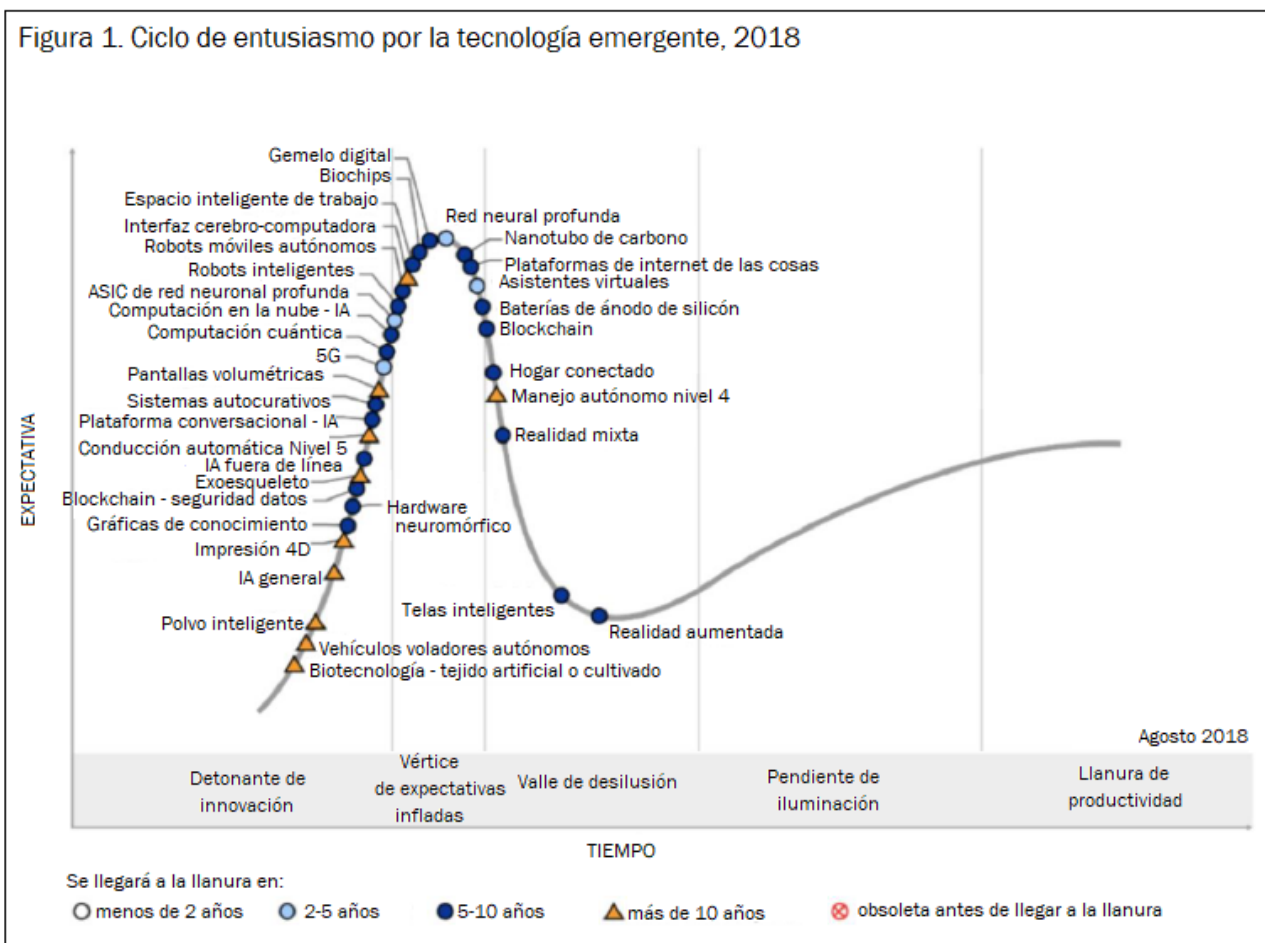 Figura 1. Ciclo de entusiasmo por la tecnología emergente, 2018
Gemelo digital
Biochips
Espacio inteligente de trabajo
Interfaz cerebro-computadora
Robots móviles autónomos
Robots inteligentes
ASIC de red neuronal profunda
Computación en la nube - IA
Computación cuántica
5G
Pantallas volumétricas
Sistemas autocurativos
Plataforma conversacional - IA
Conducción automática Nivel 5
IA fuera de línea
Exoesqueleto
Blockchain - seguridad datos
Gráficas de conocimiento
Impresión 4D
IA general
Polvo inteligente
Vehículos voladores autónomos
Biotecnología - tejido artificial o cultivado
Hardware
neuromórfico
Red neural profunda
Nanotubo de carbono
Plataformas de internet de las cosas
Asistentes virtuales
Baterías de ánodo de silicón
Blockchain
Hogar conectado
Manejo autónomo nivel 4
Realidad mixta
Telas inteligentes
Realidad aumentada
EXPECTATIVA
Agosto 2018
Detonante de
innovación
Vértice
de expectativas
infladas
Valle de desilusión
Pendiente de
iluminación
Llanura de
productividad
TIEMPO
Se llegará a la llanura en:
menos de 2 años
2-5 años
5-10 años
más de 10 años
obsoleta antes de llegar a la llanura